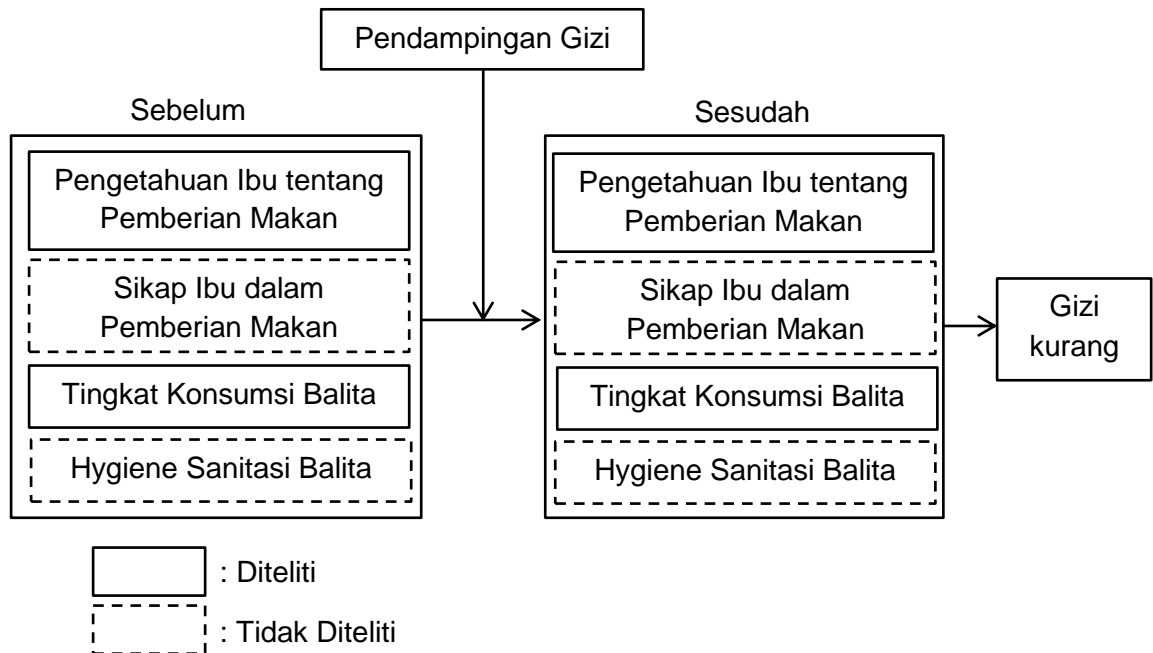 Pendampingan Gizi
Sebelum
Pengetahuan Ibu tentang
Pemberian Makan
Sikap Ibu dalam
Pemberian Makan
Tingkat Konsumsi Balita
Hygiene Sanitasi Balita
Sesudah
Pengetahuan Ibu tentang
Pemberian Makan
Sikap Ibu dalam
Pemberian Makan
Tingkat Konsumsi Balita
Hygiene Sanitasi Balita
Gizi
kurang
: Diteliti
: Tidak Diteliti